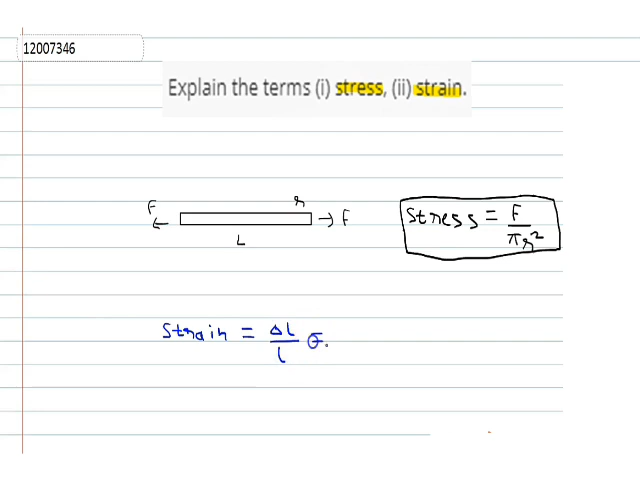 12007346
Explain the terms (i) stress, (ii) strain.
F
r
F
L
Stress = F/πr²
Strain = Δl/l